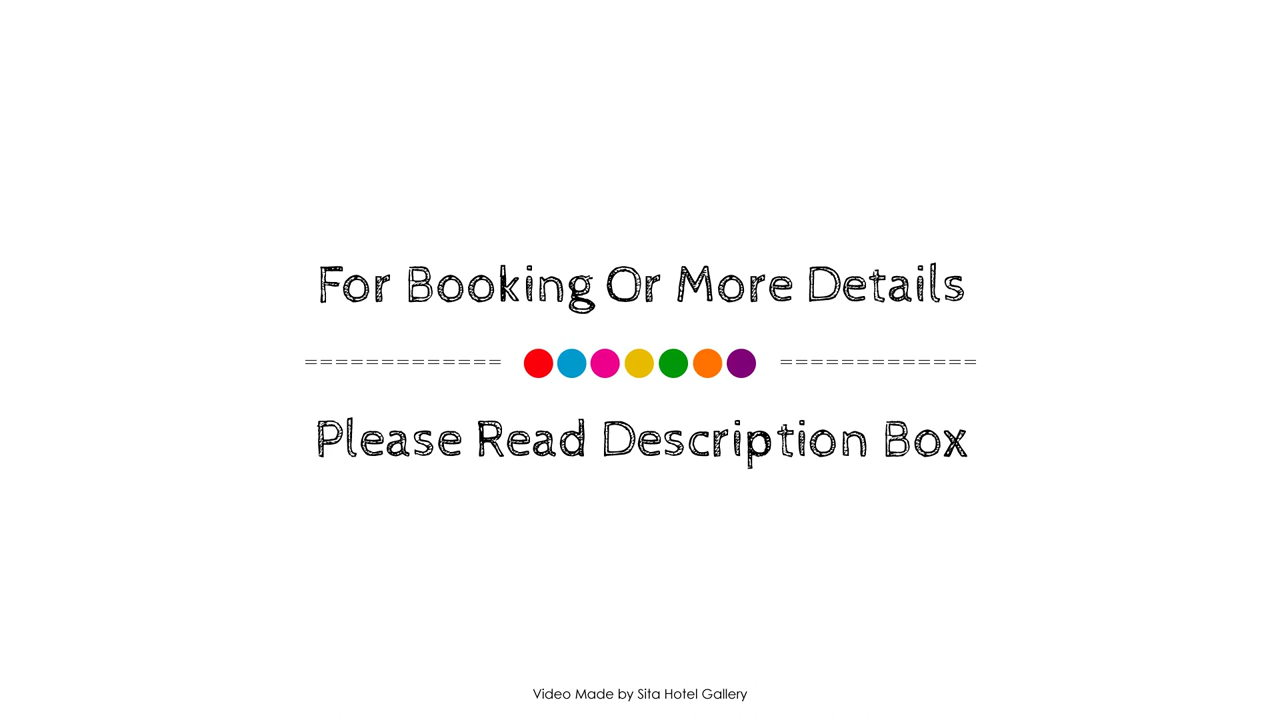 For Booking Or More Details
============= =============
Please Read Description Box
Video Made by Sita Hotel Gallery